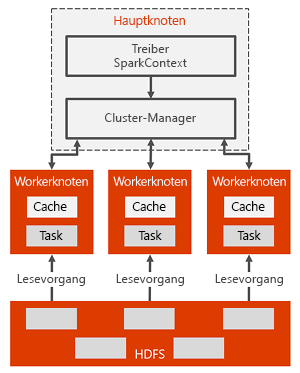 Hauptknoten
Treiber
SparkContext
Cluster-Manager
Workerknoten
Cache
Task
Workerknoten
Cache
Task
Workerknoten
Cache
Task
Lesevorgang
Lesevorgang
Lesevorgang
HDFS